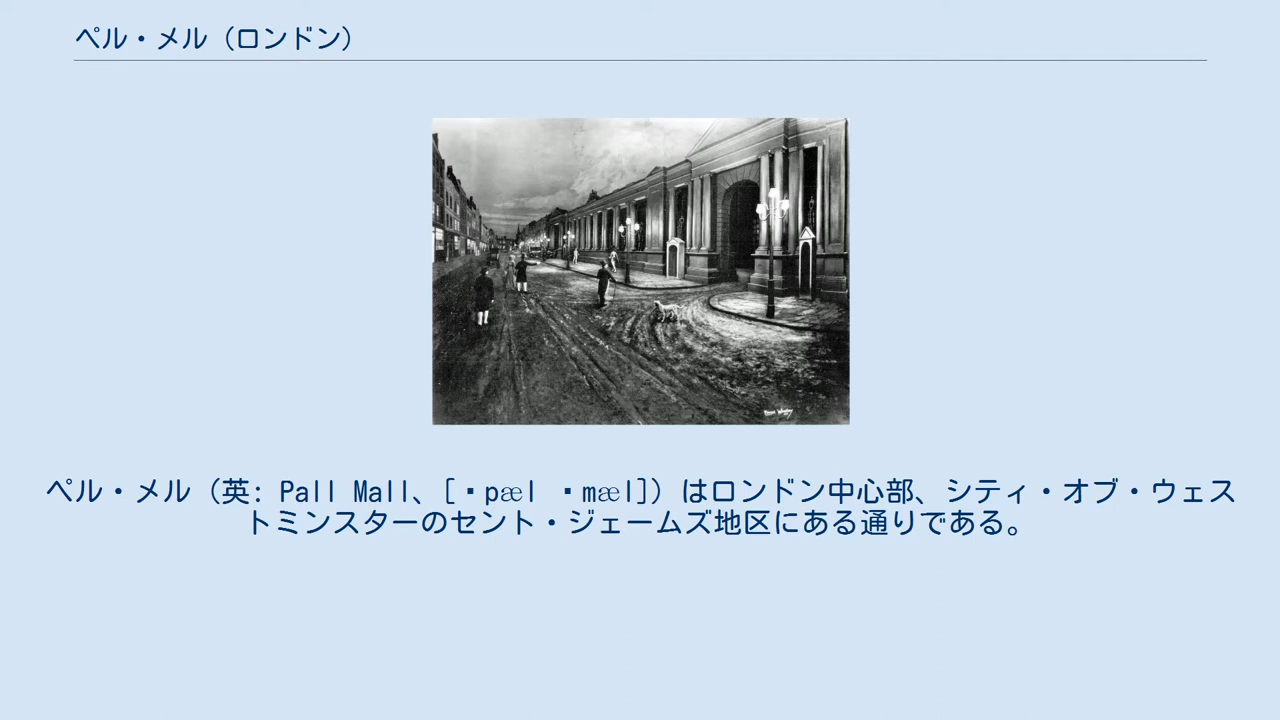 ペル・メル（ロンドン）
ペル・メル（英: Pall Mall、[ˈpæl ˈmæl]）はロンドン中心部、シティ・オブ・ウェス
トミンスターのセント・ジェームズ地区にある通りである。